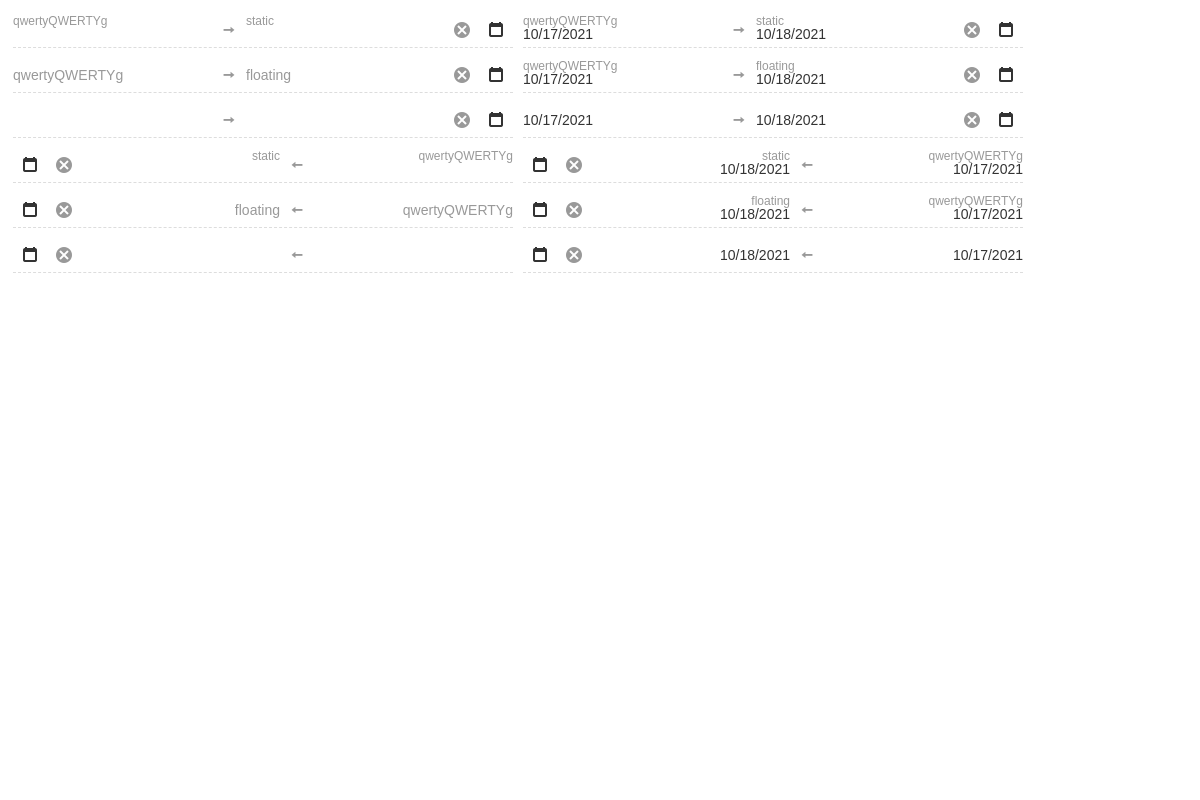 qwertyQWERTYg → static qwertyQWERTYg → static
10/17/2021 10/18/2021
qwertyQWERTYg → floating qwertyQWERTYg → floating
10/17/2021 10/18/2021
→ 10/17/2021 → 10/18/2021
static ← qwertyQWERTYg static ← qwertyQWERTYg
10/18/2021 10/17/2021
floating ← qwertyQWERTYg floating ← qwertyQWERTYg
10/18/2021 10/17/2021
← 10/18/2021 ← 10/17/2021